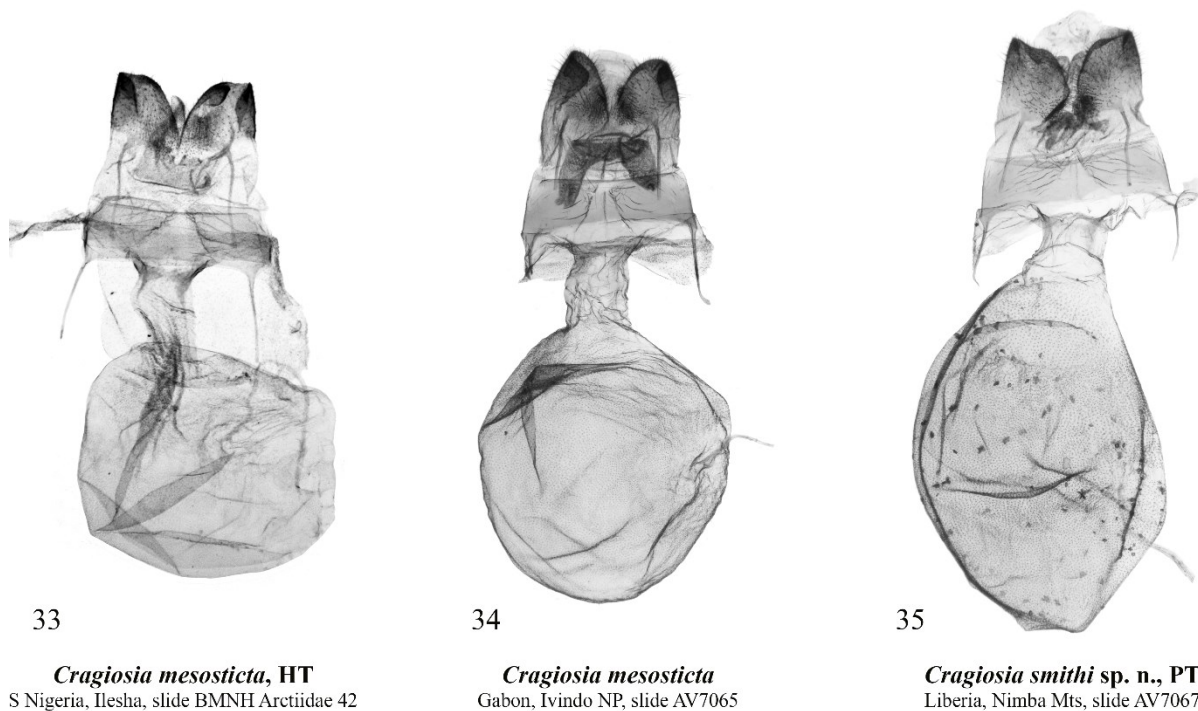 33
34
35
Cragiosia mesosticta, HT
S Nigeria, Ilesha, slide BMNH Arctiidae 42
Cragiosia mesosticta
Gabon, Ivindo NP, slide AV7065
Cragiosia smithi sp. n., PT
Liberia, Nimba Mts, slide AV7067